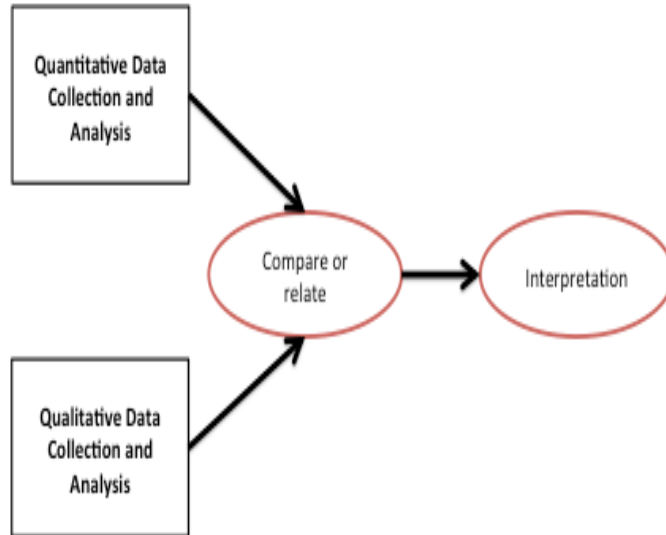 Quantitative Data
Collection and
Analysis
Compare or
relate
Interpretation
Qualitative Data
Collection and
Analysis